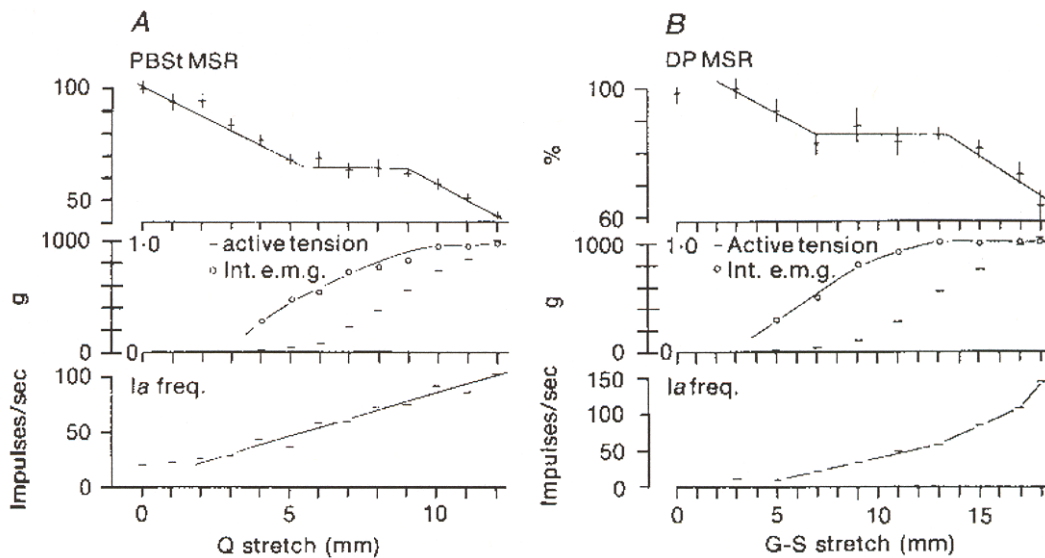 A
PBSt MSR
100
50
1000
1·0
– active tension
○ Int. e.m.g.
g
0
0
100
Ia freq.
50
0
Impulses/sec
0
5
10
Q stretch (mm)
B
DP MSR
100
%
60
1000
1·0
– Active tension
○ Int. e.m.g.
g
0
0
150
Ia freq.
100
50
0
Impulses/sec
0
5
10
15
G-S stretch (mm)